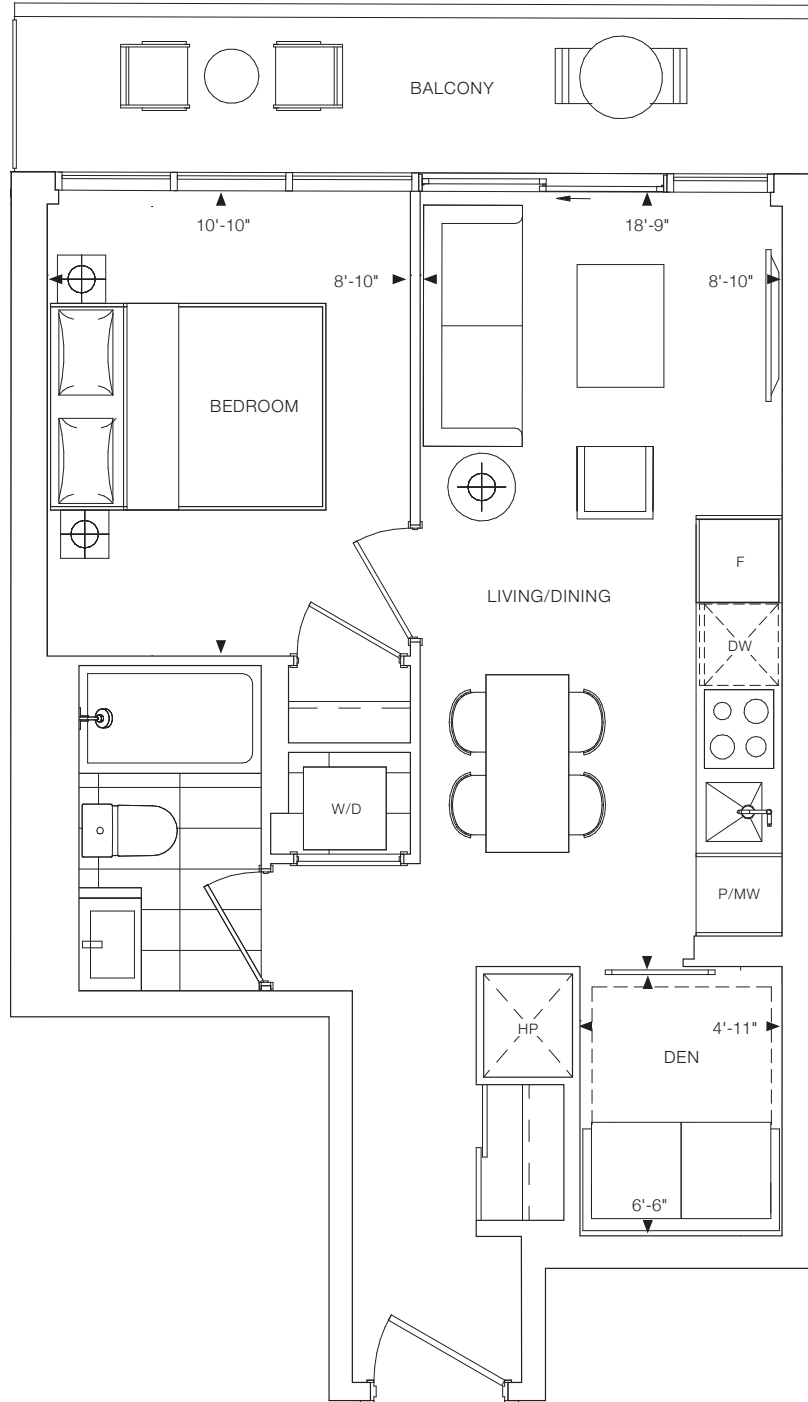 BALCONY
10'-10"
18'-9"
8'-10"
8'-10"
BEDROOM
F
LIVING/DINING
DW
W/D
P/MW
HP
4'-11"
DEN
6'-6"